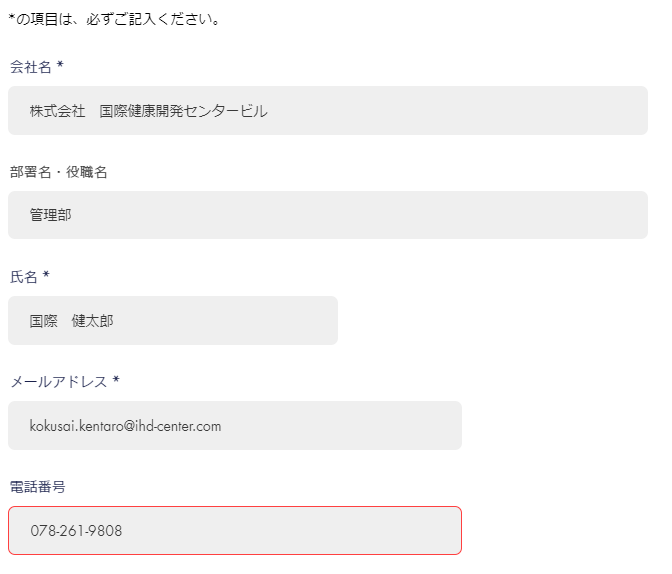 *の項目は、必ずご記入ください。
会社名 *
株式会社　国際健康開発センタービル
部署名・役職名
管理部
氏名 *
国際　健太郎
メールアドレス *
kokusai.kentaro@ihd-center.com
電話番号
078-261-9808